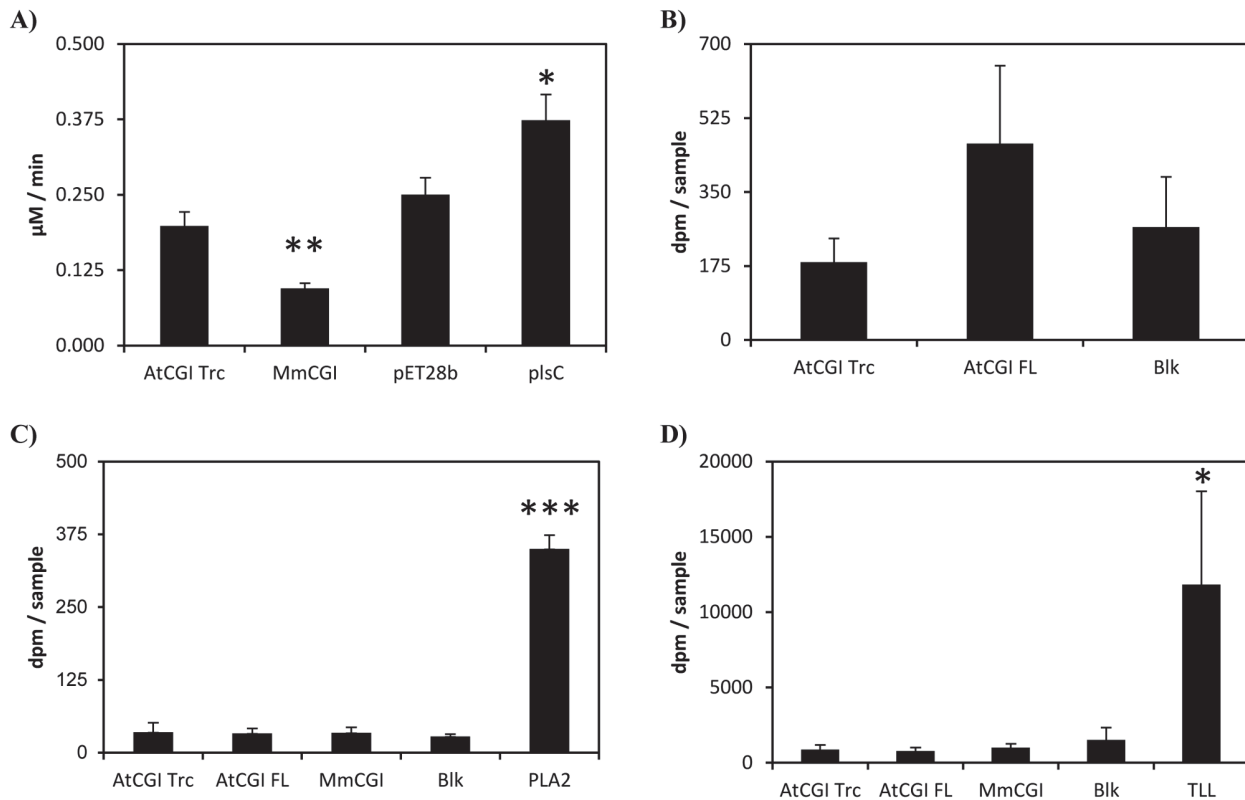 A)
0.500
0.375
0.250
0.125
0.000
µM / min
*
**
AtCGI Trc MmCGI pET28b plsC
B)
700
525
350
175
0
dpm / sample
AtCGI Trc AtCGI FL Blk
C)
500
375
250
125
0
dpm / sample
***
AtCGI Trc AtCGI FL MmCGI Blk PLA2
D)
20000
15000
10000
5000
0
dpm / sample
*
AtCGI Trc AtCGI FL MmCGI Blk TLL